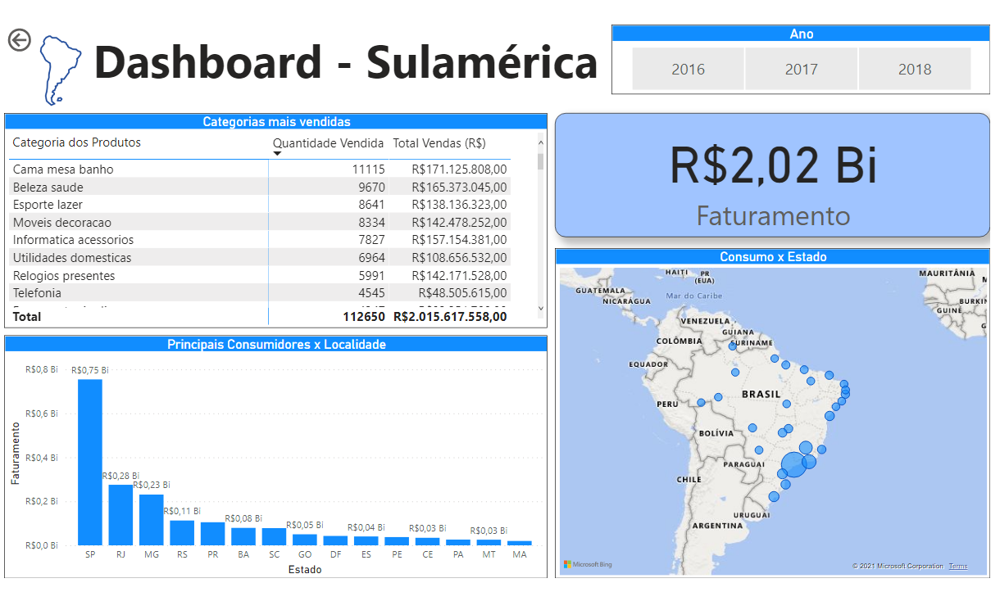 Dashboard - Sulamérica
Ano
2016 2017 2018
Categorias mais vendidas
Categoria dos Produtos Quantidade Vendida Total Vendas (R$)
Cama mesa banho 11115 R$171.125.808,00
Beleza saude 9670 R$165.373.045,00
Esporte lazer 8641 R$138.136.323,00
Moveis decoracao 8334 R$142.478.252,00
Informatica acessorios 7827 R$157.154.381,00
Utilidades domesticas 6964 R$108.656.532,00
Relogios presentes 5991 R$142.171.528,00
Telefonia 4545 R$48.505.615,00
Total 112650 R$2.015.617.558,00
R$2,02 Bi
Faturamento
Principais Consumidores x Localidade
Faturamento
R$0,8 Bi
R$0,6 Bi
R$0,4 Bi
R$0,2 Bi
R$0,0 Bi
R$0,75 Bi
R$0,28 Bi
R$0,23 Bi
R$0,11 Bi
R$0,08 Bi
R$0,05 Bi
R$0,04 Bi
R$0,03 Bi
R$0,03 Bi
SP RJ MG RS PR BA SC GO DF ES PE CE PA MT MA
Estado
Consumo x Estado
HAITI
PR
(EUA)
MAURITÂNIA
GUATEMALA
Mar do Caribe
NICARÁGUA
GUINÉ
VENEZUELA
GUIANA
COLÔMBIA
SURINAME
EQUADOR
BRASIL
PERU
BOLÍVIA
PARAGUAI
CHILE
URUGUAI
ARGENTINA
Microsoft Bing
© 2021 Microsoft Corporation Terms